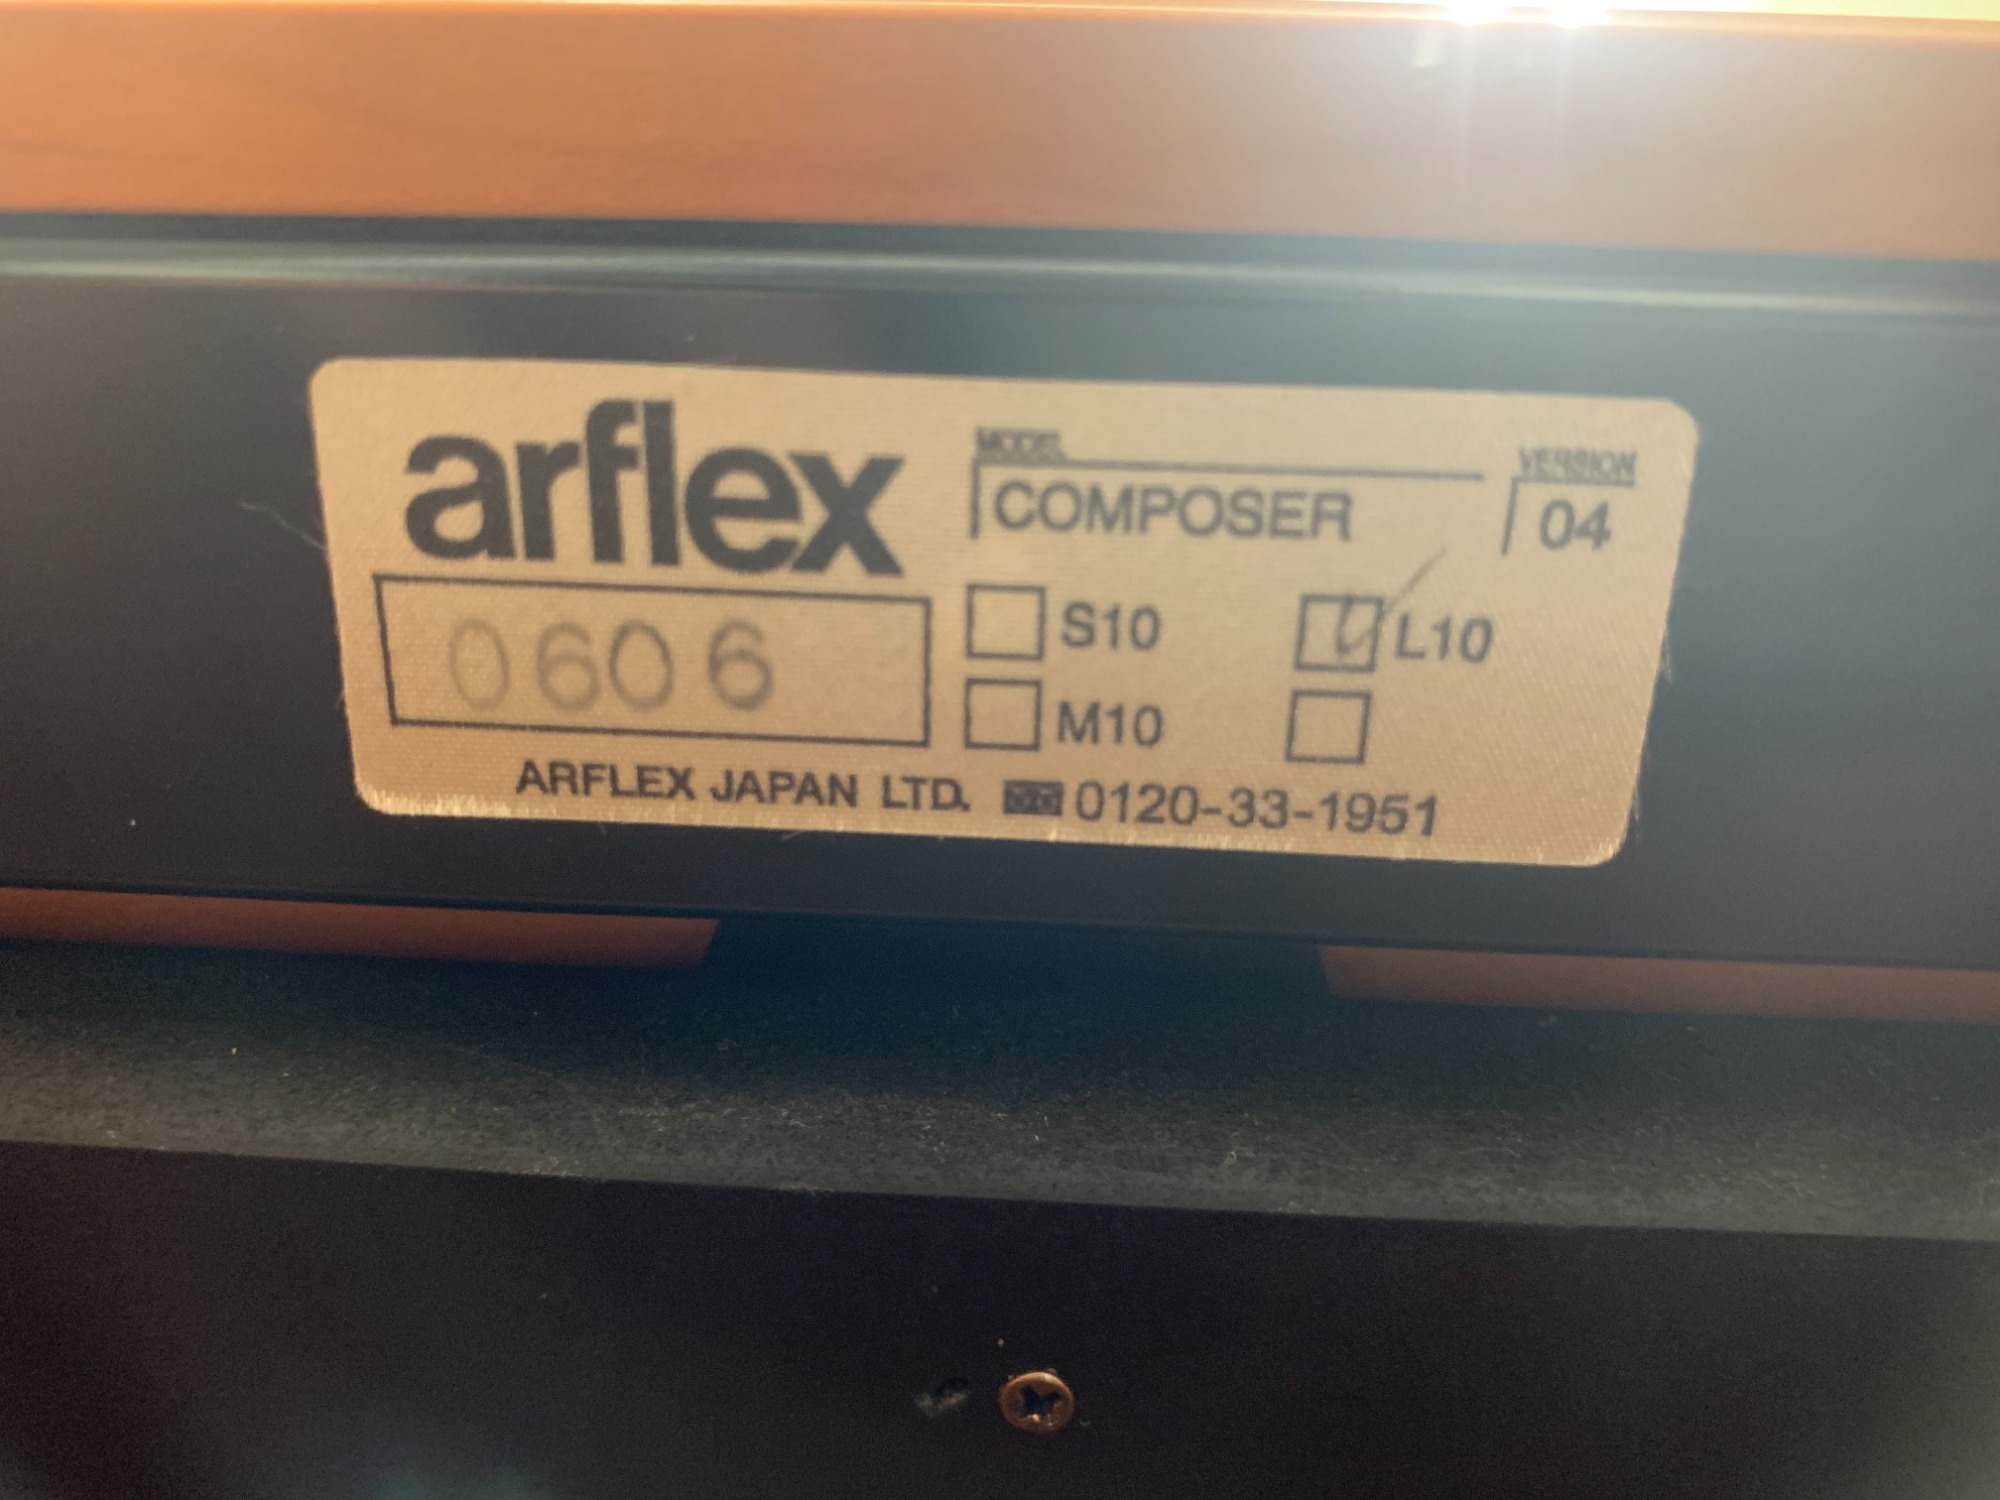 arflex
MODEL
COMPOSER
VERSION
04
0606
S10
L10
M10
ARFLEX JAPAN LTD. 0120-33-1951